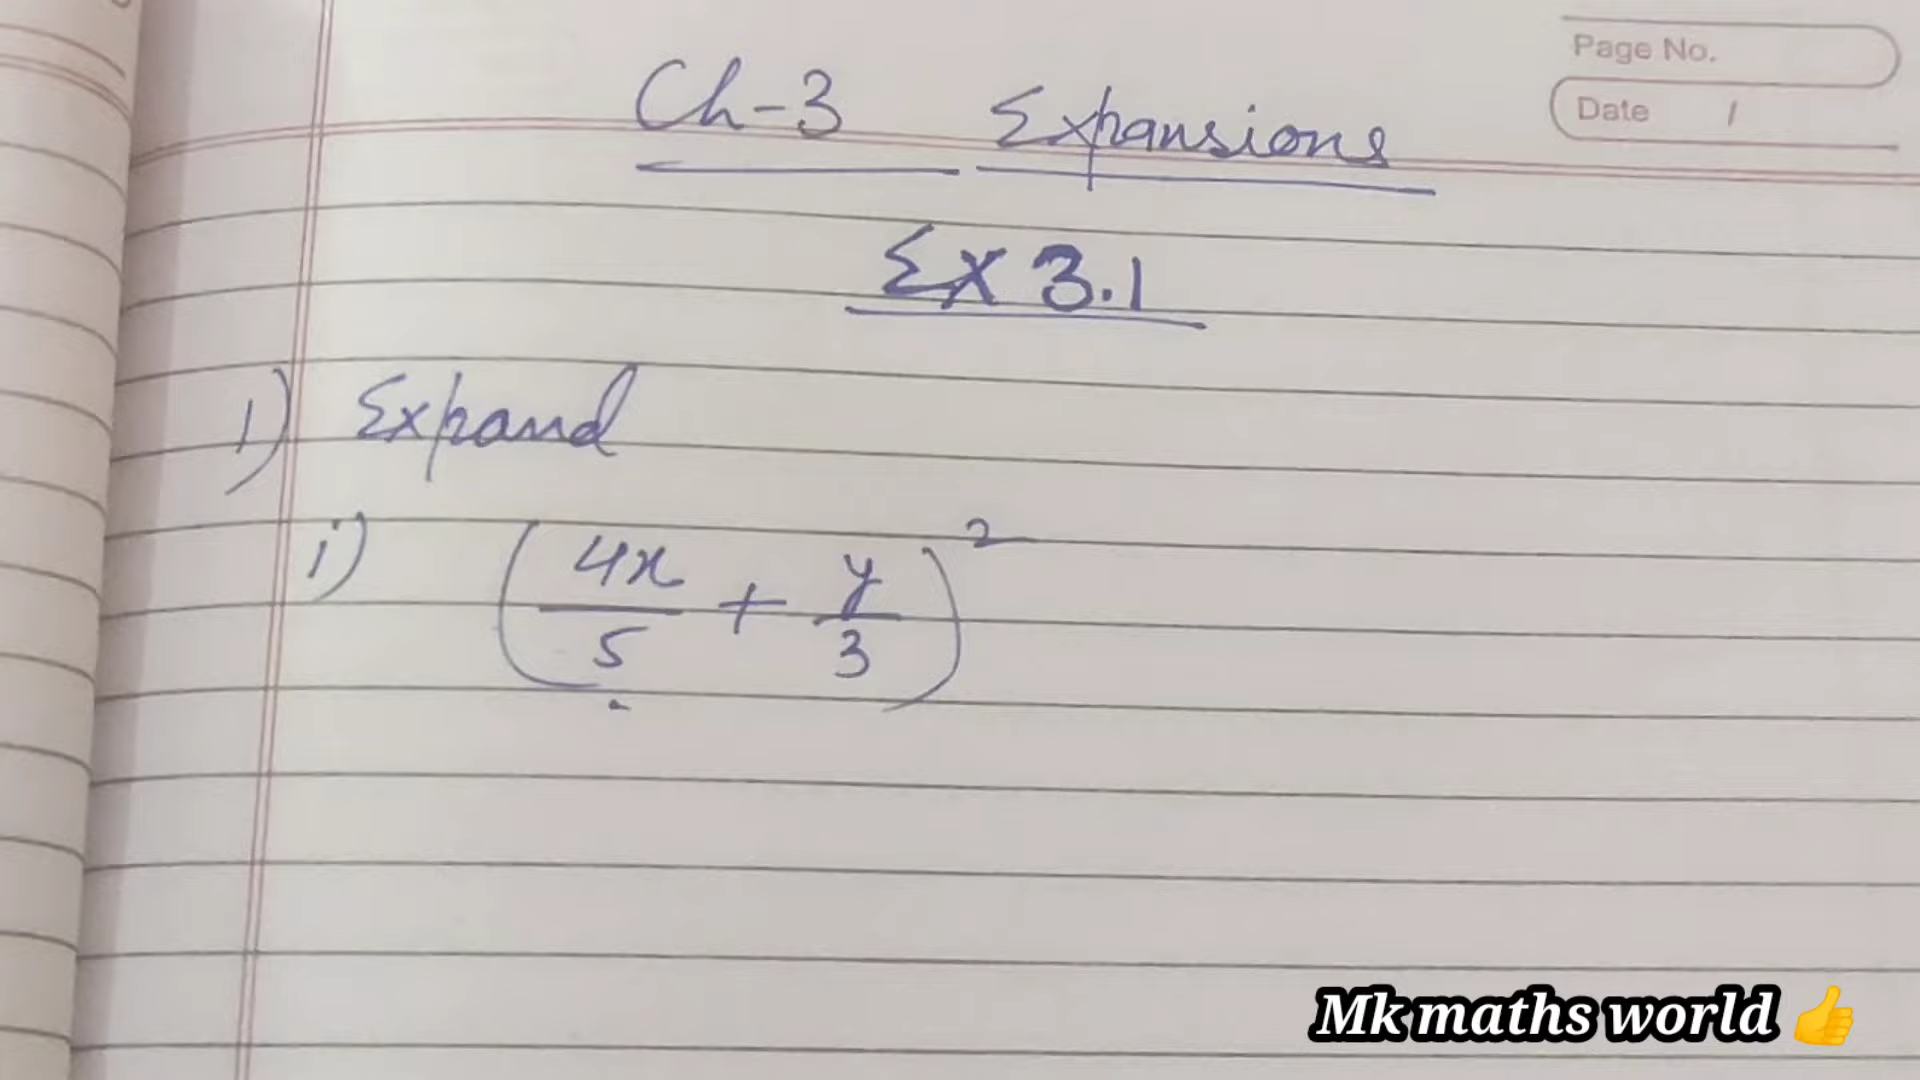 Page No.
Date /
Ch-3 Expansions
Ex 3.1
1) Expand
i) (4x/5 + y/3)²
Mk maths world 👍